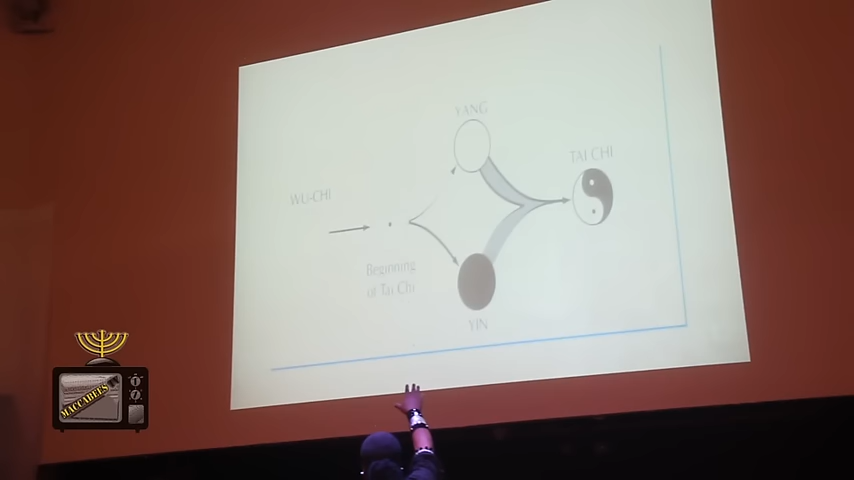 YANG
TAI CHI
WU-CHI
Beginning
of Tai Chi
YIN
MACCABEES